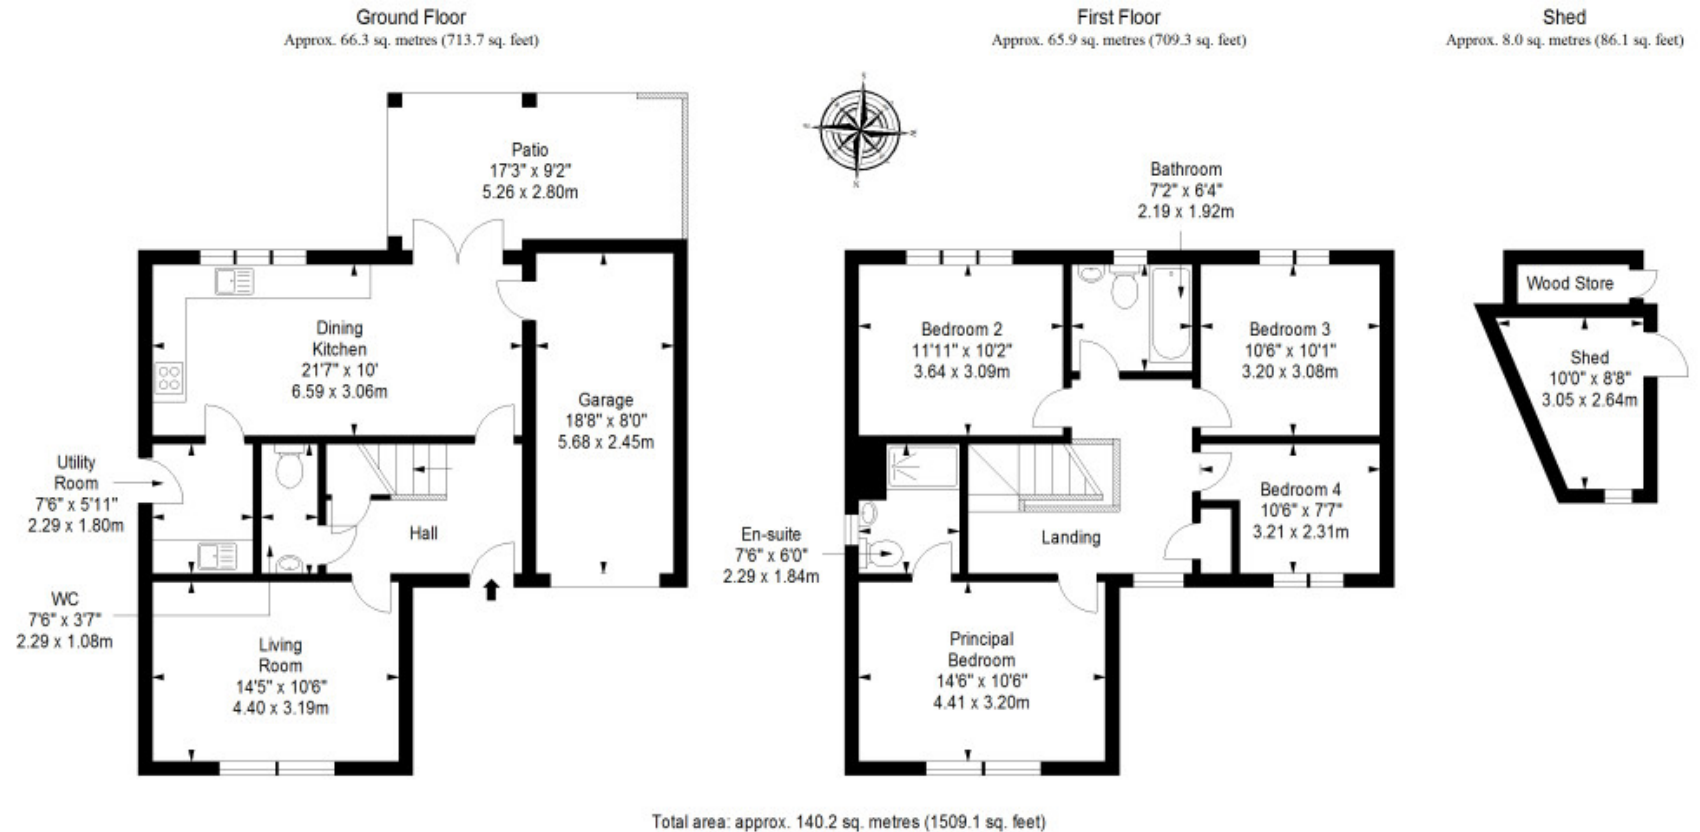 Ground Floor
Approx. 66.3 sq. metres (713.7 sq. feet)
First Floor
Approx. 65.9 sq. metres (709.3 sq. feet)
Shed
Approx. 8.0 sq. metres (86.1 sq. feet)
Patio
17'3" x 9'2"
5.26 x 2.80m
Dining
Kitchen
21'7" x 10'
6.59 x 3.06m
Garage
18'8" x 8'0"
5.68 x 2.45m
Utility
Room
7'6" x 5'11"
2.29 x 1.80m
Hall
WC
7'6" x 3'7"
2.29 x 1.08m
Living
Room
14'5" x 10'6"
4.40 x 3.19m
S
N
Bathroom
7'2" x 6'4"
2.19 x 1.92m
Bedroom 2
11'11" x 10'2"
3.64 x 3.09m
Bedroom 3
10'6" x 10'1"
3.20 x 3.08m
Bedroom 4
10'6" x 7'7"
3.21 x 2.31m
En-suite
7'6" x 6'0"
2.29 x 1.84m
Landing
Principal
Bedroom
14'6" x 10'6"
4.41 x 3.20m
Wood Store
Shed
10'0" x 8'8"
3.05 x 2.64m
Total area: approx. 140.2 sq. metres (1509.1 sq. feet)